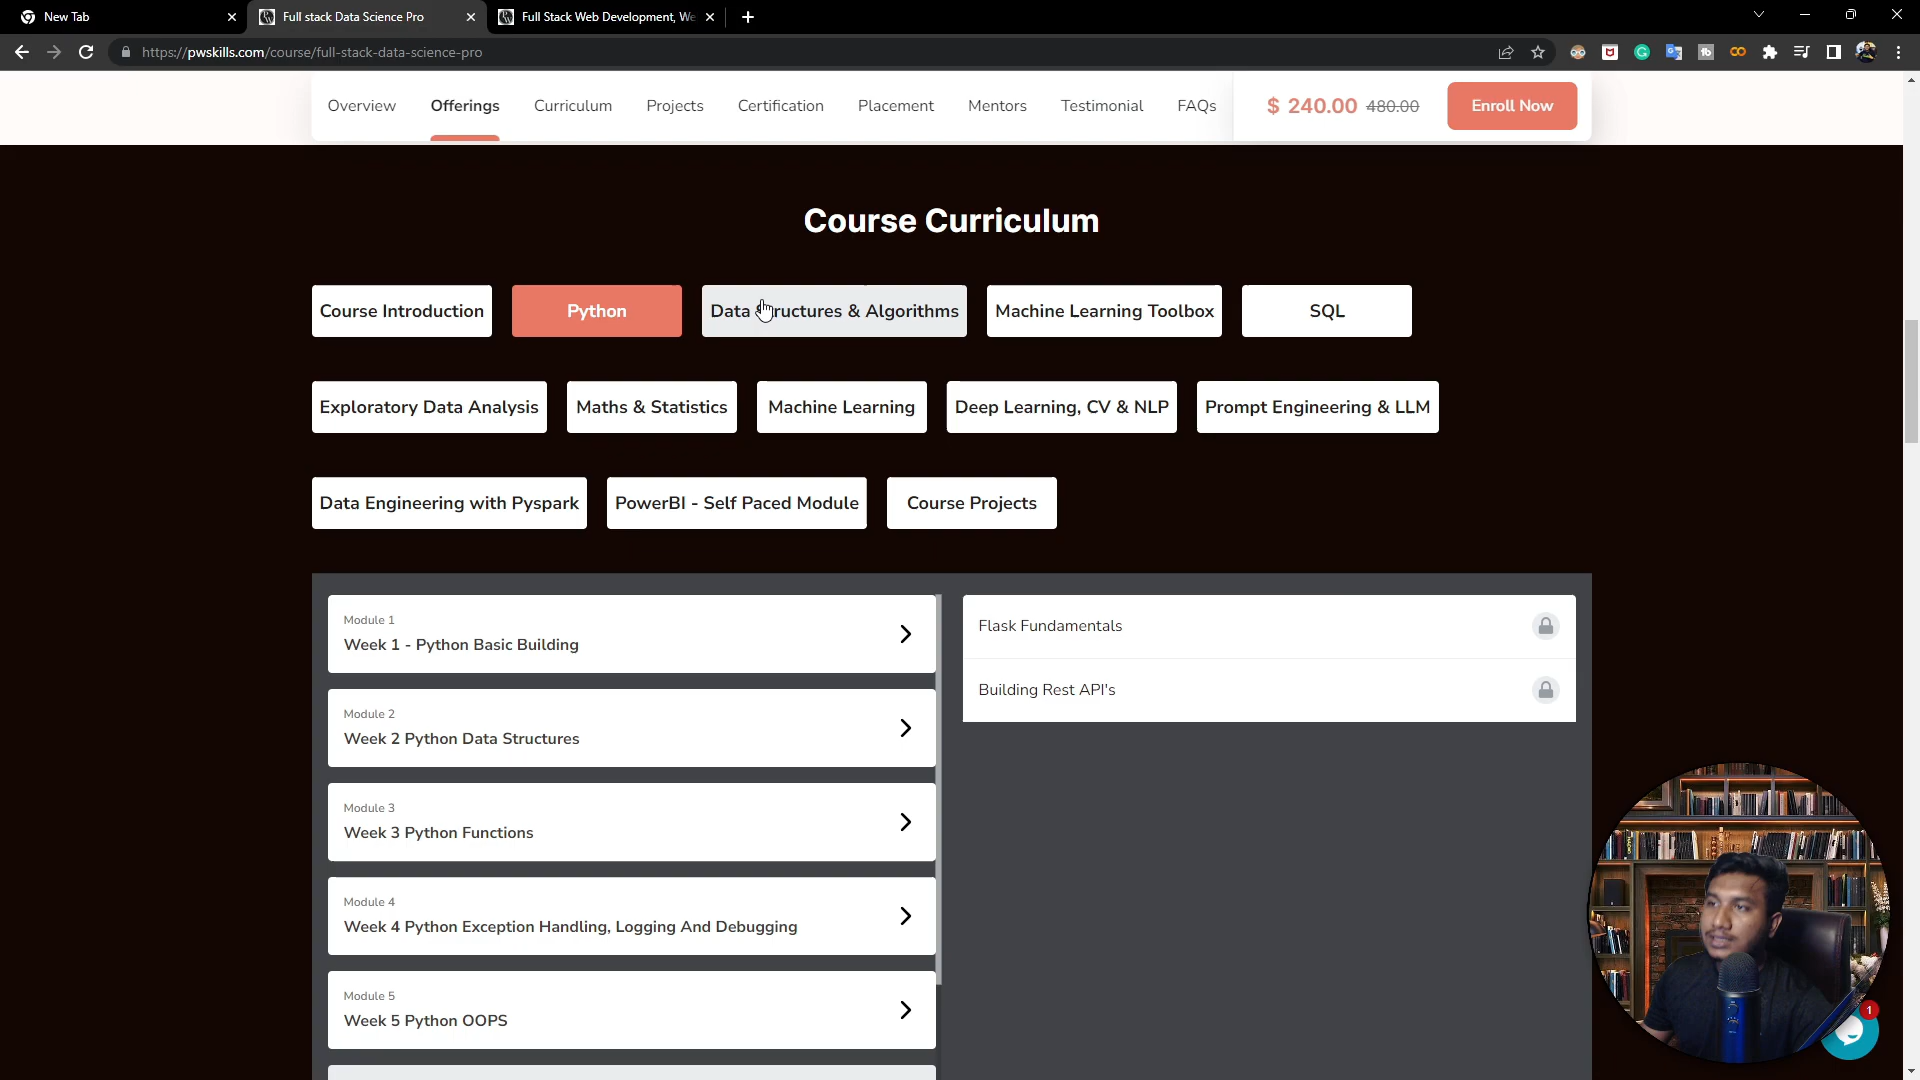 New Tab
Full stack Data Science Pro
Full Stack Web Development, We
https://pwskills.com/course/full-stack-data-science-pro
Overview
Offerings
Curriculum
Projects
Certification
Placement
Mentors
Testimonial
FAQs
$ 240.00 480.00
Enroll Now
Course Curriculum
Course Introduction
Python
Data Structures & Algorithms
Machine Learning Toolbox
SQL
Exploratory Data Analysis
Maths & Statistics
Machine Learning
Deep Learning, CV & NLP
Prompt Engineering & LLM
Data Engineering with Pyspark
PowerBI - Self Paced Module
Course Projects
Module 1
Week 1 - Python Basic Building
Module 2
Week 2 Python Data Structures
Module 3
Week 3 Python Functions
Module 4
Week 4 Python Exception Handling, Logging And Debugging
Module 5
Week 5 Python OOPS
Flask Fundamentals
Building Rest API's
1